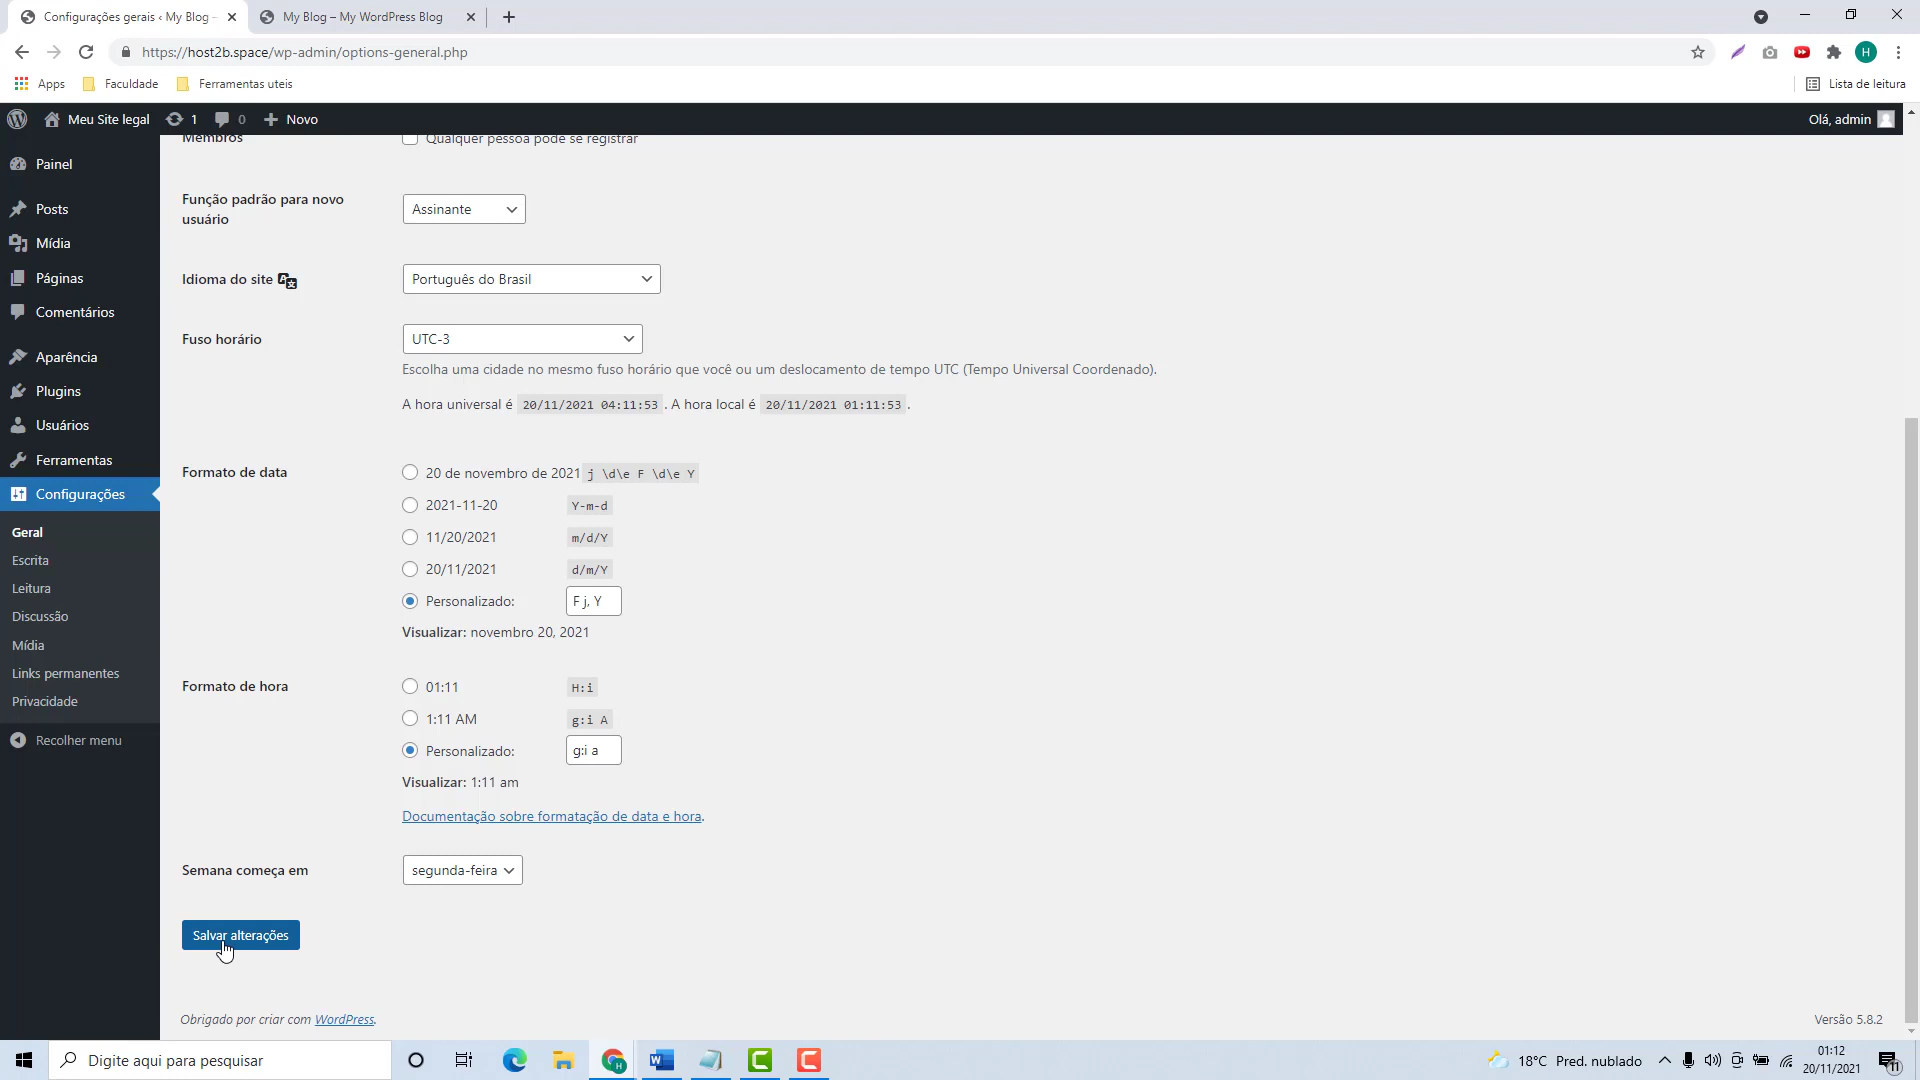 Configurações gerais ‹ My Blog –
My Blog – My WordPress Blog
https://host2b.space/wp-admin/options-general.php
H
Apps
Faculdade
Ferramentas uteis
Lista de leitura
Meu Site legal
1
0
Novo
Olá, admin
Painel
Posts
Mídia
Páginas
Comentários
Aparência
Plugins
Usuários
Ferramentas
Configurações
Geral
Escrita
Leitura
Discussão
Mídia
Links permanentes
Privacidade
Recolher menu
Membros
Qualquer pessoa pode se registrar
Função padrão para novo
usuário
Assinante
Idioma do site
Português do Brasil
Fuso horário
UTC-3
Escolha uma cidade no mesmo fuso horário que você ou um deslocamento de tempo UTC (Tempo Universal Coordenado).
A hora universal é 20/11/2021 04:11:53 . A hora local é 20/11/2021 01:11:53 .
Formato de data
20 de novembro de 2021 j \d\e F \d\e Y
2021-11-20 Y-m-d
11/20/2021 m/d/Y
20/11/2021 d/m/Y
Personalizado: F j, Y
Visualizar: novembro 20, 2021
Formato de hora
01:11 H:i
1:11 AM g:i A
Personalizado: g:i a
Visualizar: 1:11 am
Documentação sobre formatação de data e hora.
Semana começa em
segunda-feira
Salvar alterações
Obrigado por criar com WordPress.
Versão 5.8.2
Digite aqui para pesquisar
18°C Pred. nublado
01:12
20/11/2021
11